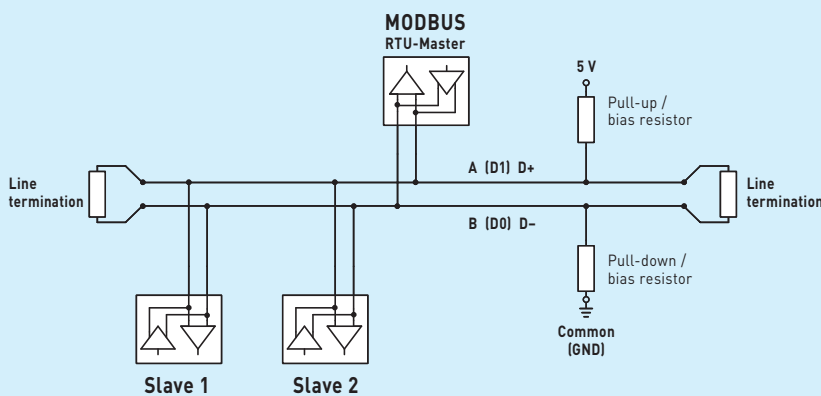 MODBUS
RTU-Master
5 V
Pull-up /
bias resistor
A (D1) D+
Line
termination
Line
termination
B (D0) D–
Pull-down /
bias resistor
Common
(GND)
Slave 1
Slave 2